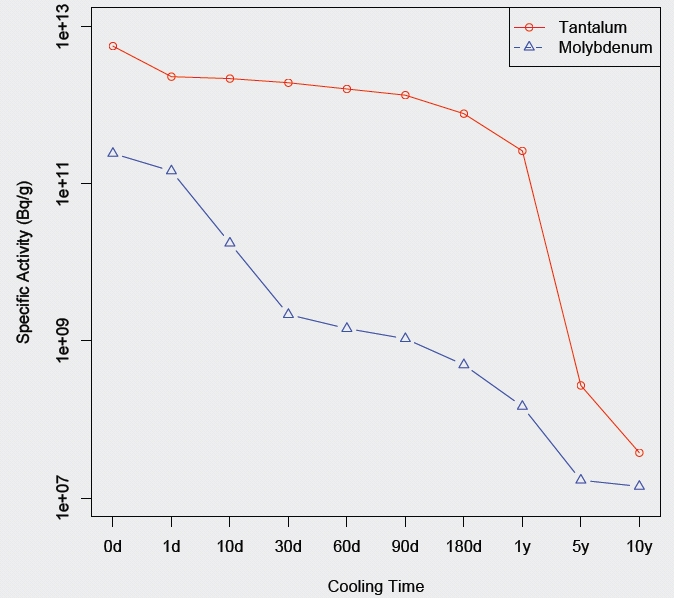 Tantalum
Molybdenum
1e+13
1e+11
1e+09
1e+07
Specific Activity (Bq/g)
0d 1d 10d 30d 60d 90d 180d 1y 5y 10y
Cooling Time